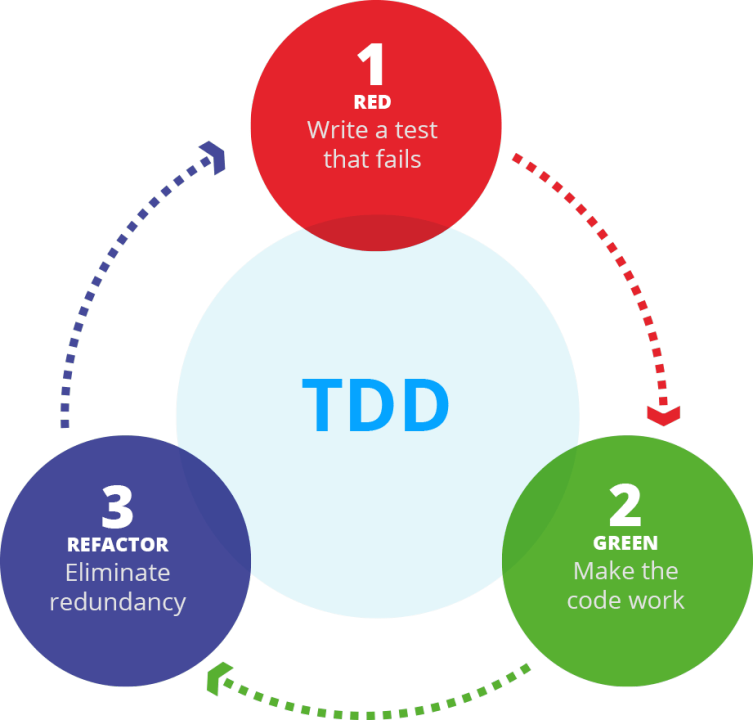 1
RED
Write a test
that fails
TDD
3
REFACTOR
Eliminate
redundancy
2
GREEN
Make the
code work